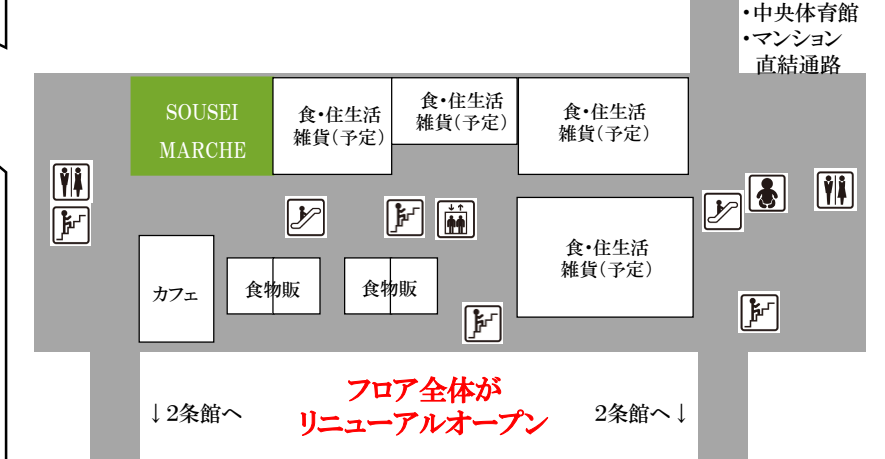 ・中央体育館
・マンション
直結通路
SOUSEI
MARCHE
食・住生活
雑貨(予定)
食・住生活
雑貨(予定)
食・住生活
雑貨(予定)
食・住生活
雑貨(予定)
カフェ
食物販
食物販
↓2条館へ
フロア全体が
リニューアルオープン
2条館へ↓